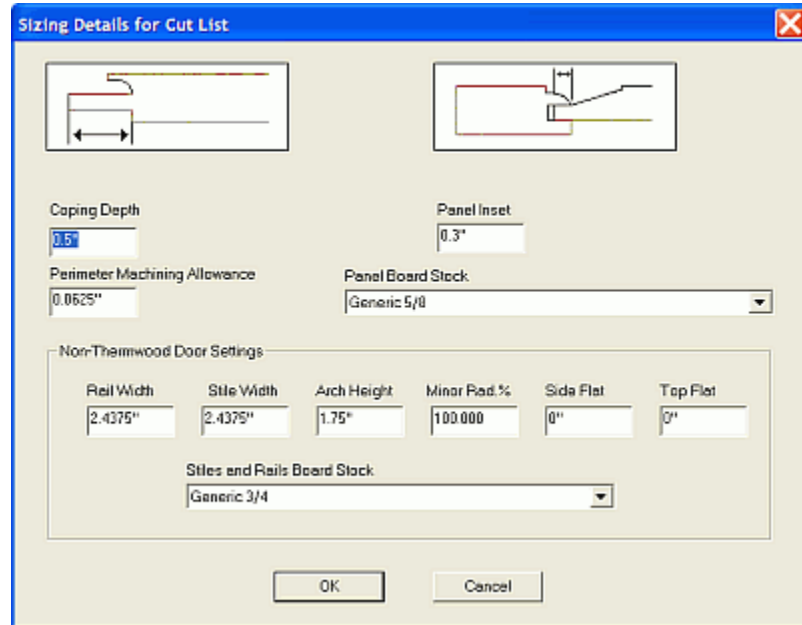 Sizing Details for Cut List
Coping Depth
Panel Inset
0.5"
0.3"
Perimeter Machining Allowance
Panel Board Stock
0.0625"
Generic 5/8
Non-Thermwood Door Settings
Rail Width Stile Width Arch Height Minor Rad.% Side Flat Top Flat
2.4375" 2.4375" 1.75" 100.000 0" 0"
Stiles and Rails Board Stock
Generic 3/4
OK Cancel